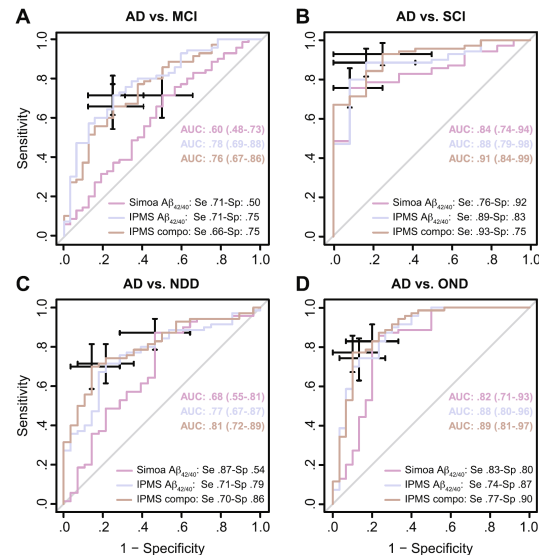 A AD vs. MCI
Sensitivity
1.0
.8
.6
.4
.2
.0
AUC: .60 (.48-.73)
AUC: .78 (.69-.88)
AUC: .76 (.67-.86)
Simoa Aβ42/40: Se .71-Sp: .50
IPMS Aβ42/40: Se .71-Sp: .75
IPMS compo: Se .66-Sp: .75
.0 .2 .4 .6 .8 1.0
B AD vs. SCI
1.0
.8
.6
.4
.2
.0
AUC: .84 (.74-.94)
AUC: .88 (.79-.98)
AUC: .91 (.84-.99)
Simoa Aβ42/40: Se: .76-Sp: .92
IPMS Aβ42/40: Se: .89-Sp: .83
IPMS compo: Se: .93-Sp: .75
.0 .2 .4 .6 .8 1.0
C AD vs. NDD
Sensitivity
1.0
.8
.6
.4
.2
.0
AUC: .68 (.55-.81)
AUC: .77 (.67-.87)
AUC: .81 (.72-.89)
Simoa Aβ42/40: Se .87-Sp .54
IPMS Aβ42/40: Se .71-Sp .79
IPMS compo: Se .70-Sp .86
.0 .2 .4 .6 .8 1.0
1 − Specificity
D AD vs. OND
1.0
.8
.6
.4
.2
.0
AUC: .82 (.71-.93)
AUC: .88 (.80-.96)
AUC: .89 (.81-.97)
Simoa Aβ42/40: Se .83-Sp .80
IPMS Aβ42/40: Se .74-Sp .87
IPMS compo: Se .77-Sp .90
.0 .2 .4 .6 .8 1.0
1 − Specificity